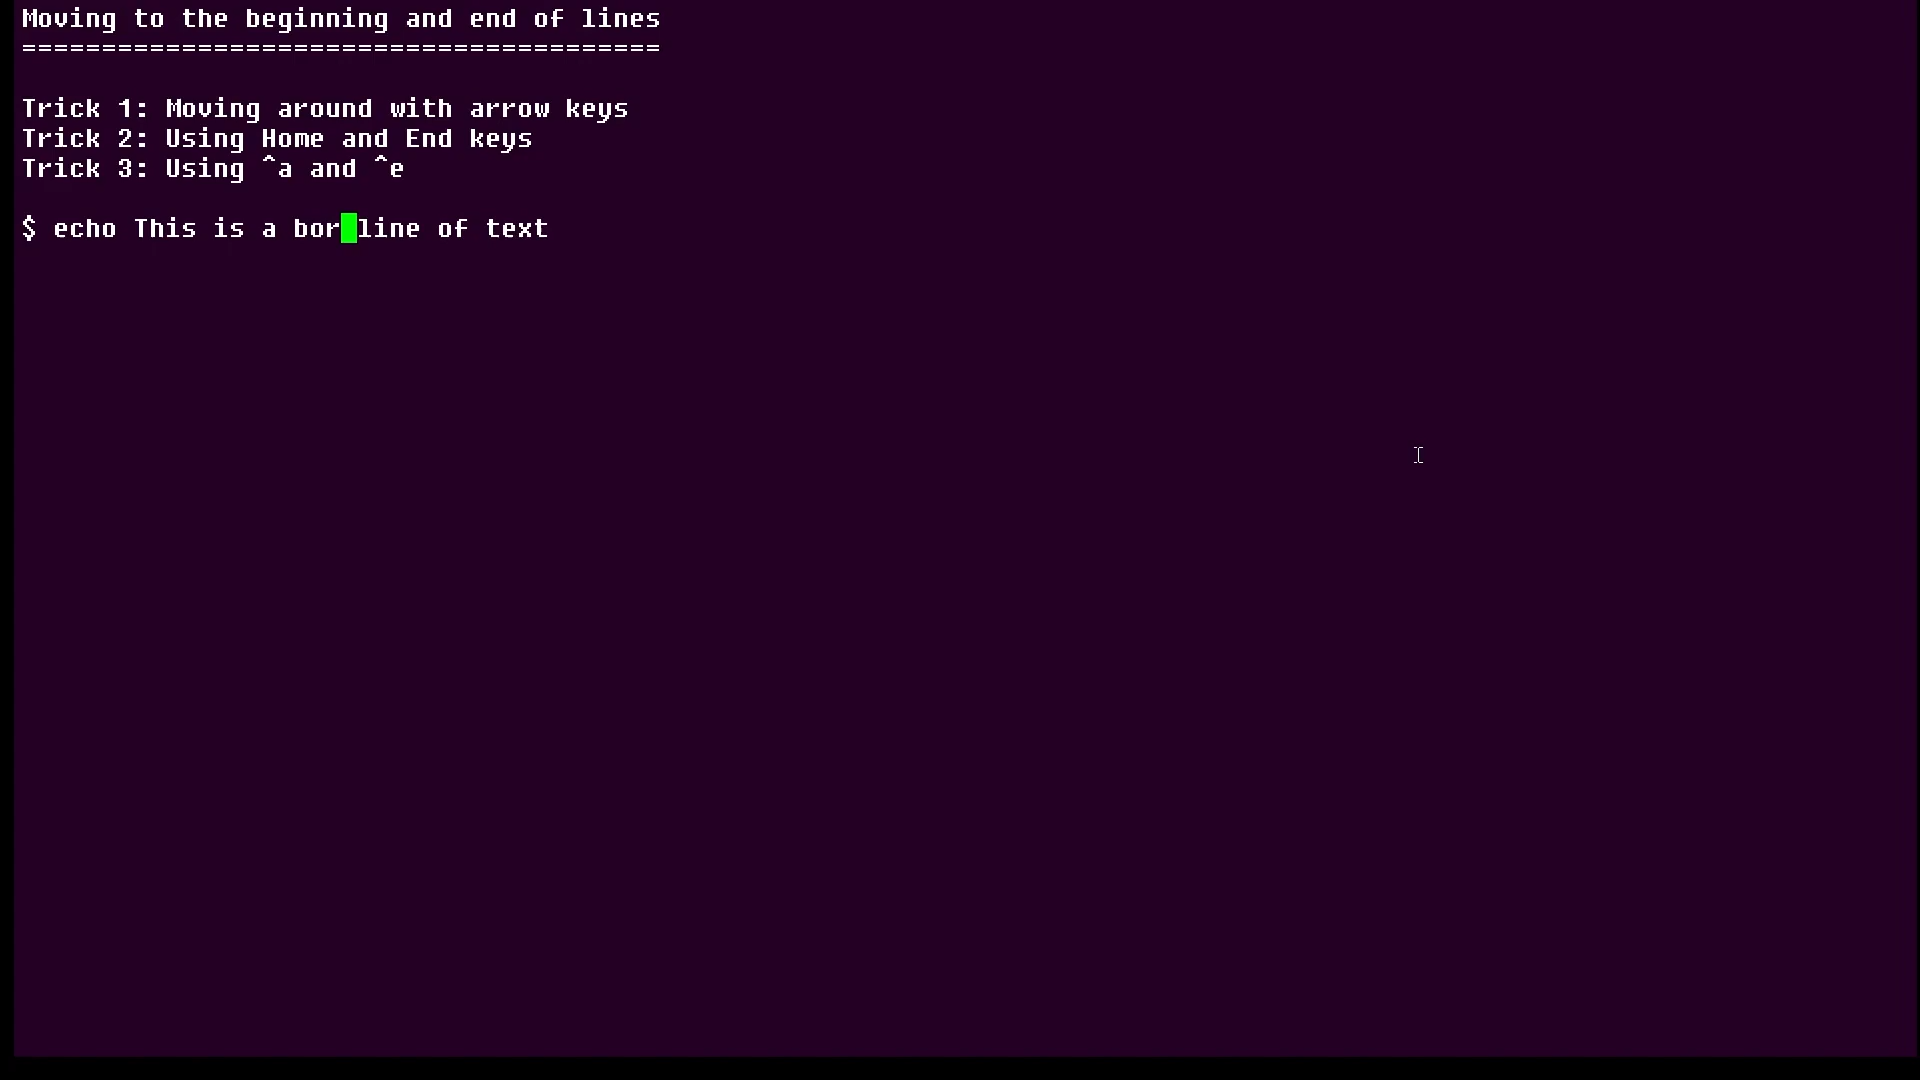 Moving to the beginning and end of lines
========================================
Trick 1: Moving around with arrow keys
Trick 2: Using Home and End keys
Trick 3: Using ^a and ^e
$ echo This is a bor line of text